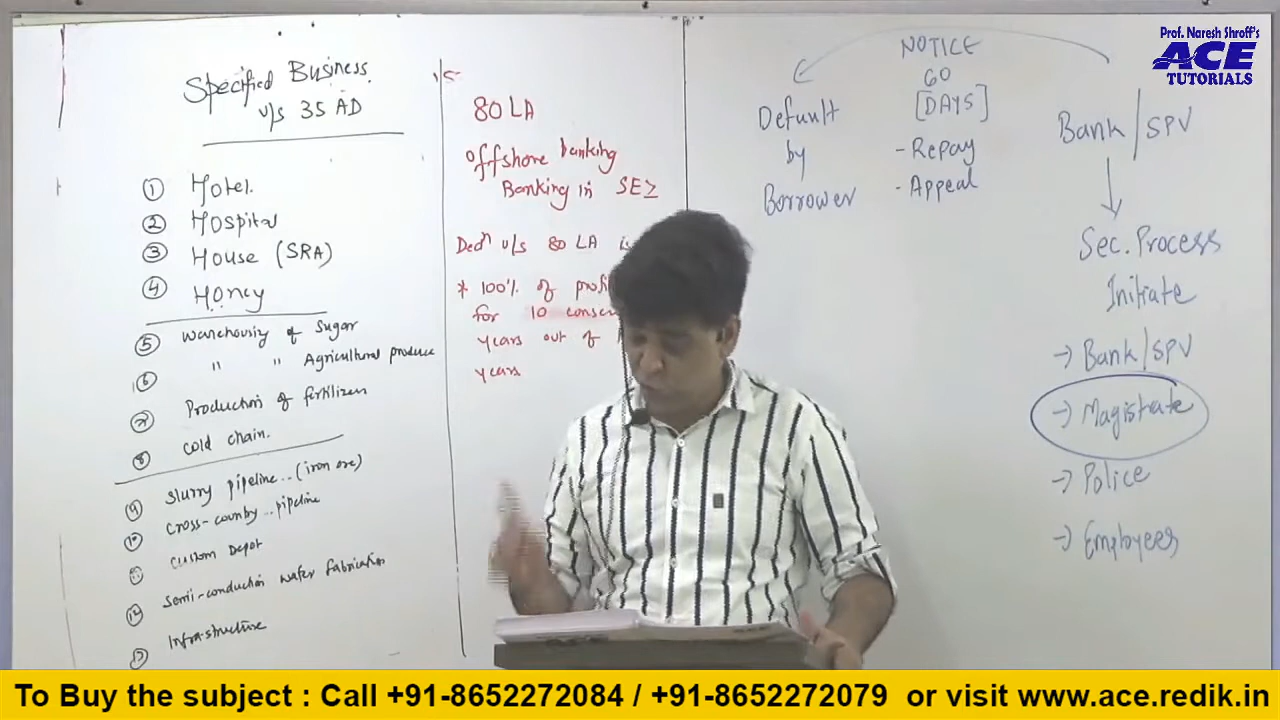 Specified Business
u/s 35 AD
① Hotel.
② Hospital
③ House (SRA)
④ Honey
⑤ Warehousing of Sugar
⑥ " " Agricultural produce
⑦ Production of fertilizers
⑧ cold chain.
⑨ Slurry pipeline.. (iron ore)
⑩ Cross-country.. pipeline
⑪ Custom Depot
⑫ Semi-conductor wafer fabrication
⑬ Infrastructure
80 LA
Offshore banking
Banking in SEZ
Dedⁿ u/s 80 LA is
* 100% of
for 10
years out of
years
NOTICE
60
[DAYS]
- Repay
- Appeal
Default
by
Borrower
Bank/SPV
Sec. Process
Initiate
→ Bank/SPV
→ Magistrate
→ Police
→ Employees
Prof. Naresh Shroff's
ACE
TUTORIALS
To Buy the subject : Call +91-8652272084 / +91-8652272079 or visit www.ace.redik.in